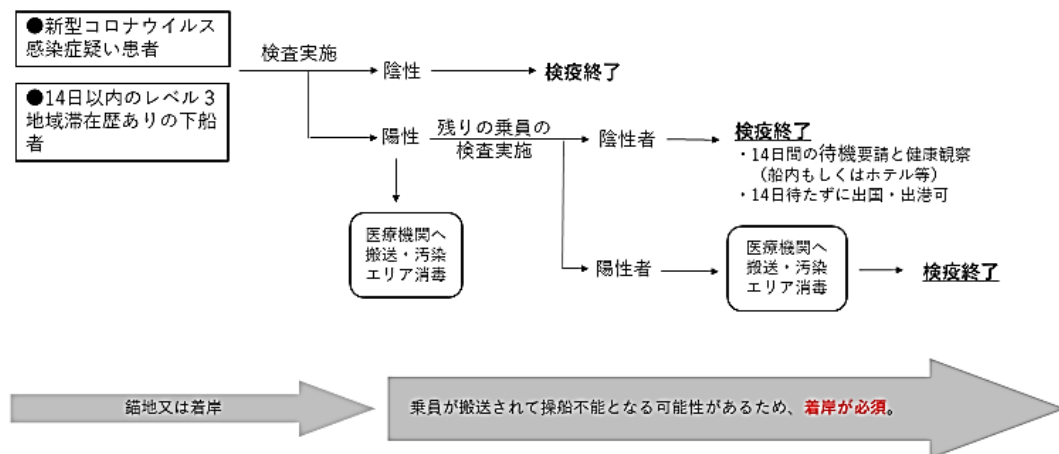 ●新型コロナウイルス
感染症疑い患者
●14日以内のレベル３
地域滞在歴ありの下船
者
検査実施
陰性
検疫終了
陽性
残りの乗員の
検査実施
陰性者
検疫終了
・14日間の待機要請と健康観察
（船内もしくはホテル等）
・14日待たずに出国・出港可
医療機関へ
搬送・汚染
エリア消毒
陽性者
医療機関へ
搬送・汚染
エリア消毒
検疫終了
錨地又は着岸
乗員が搬送されて操船不能となる可能性があるため、着岸が必須。